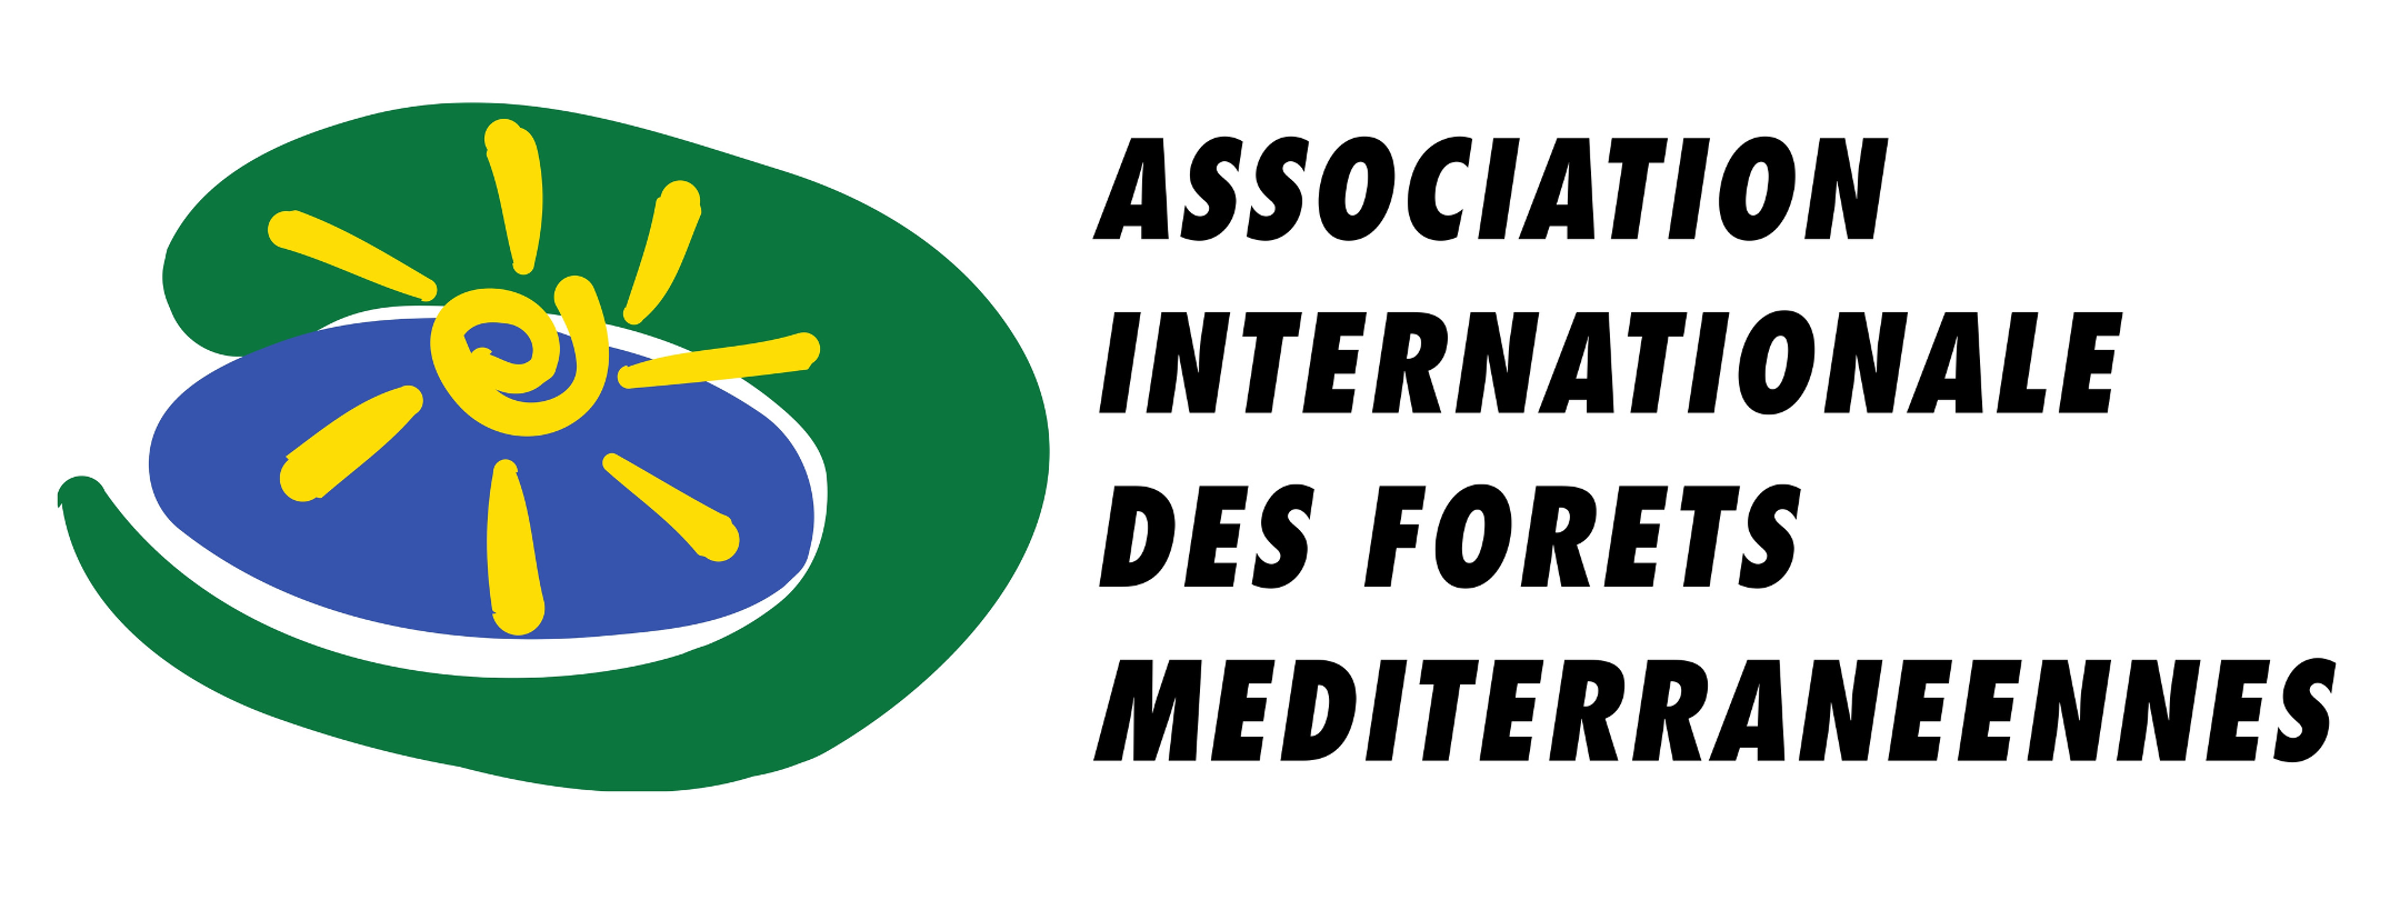 ASSOCIATION
INTERNATIONALE
DES FORETS
MEDITERRANEENNES